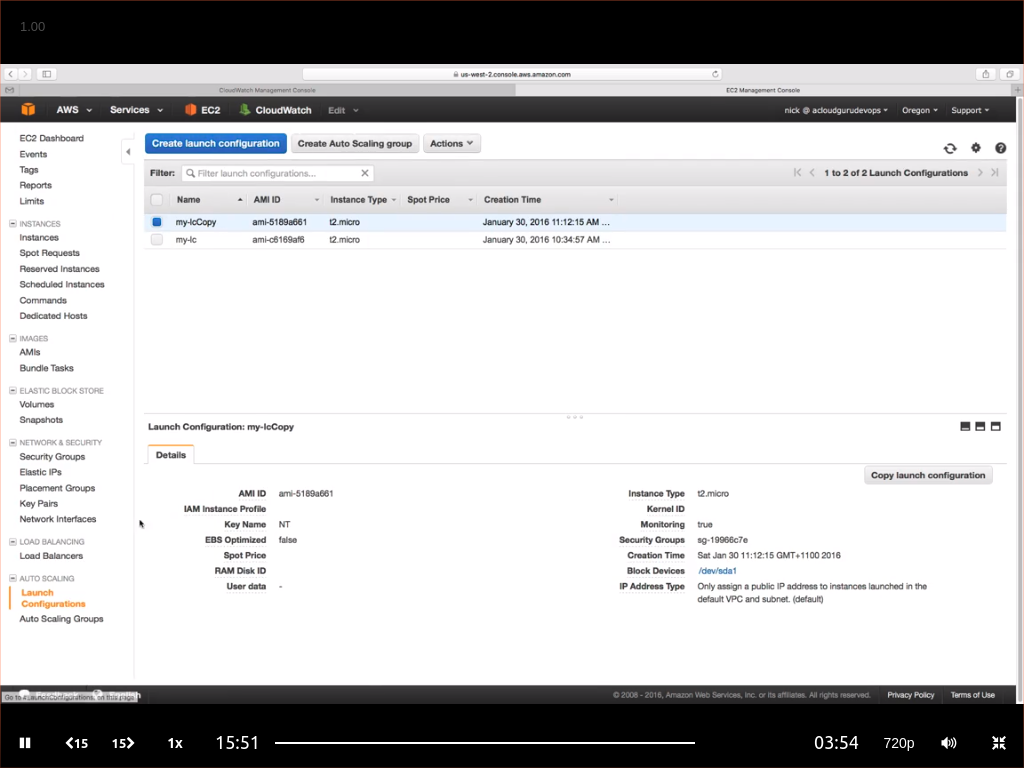 1.00
us-west-2.console.aws.amazon.com
CloudWatch Management Console
EC2 Management Console
AWS Services EC2 CloudWatch Edit nick @ acloudgurudevops Oregon Support
EC2 Dashboard
Events
Tags
Reports
Limits
INSTANCES
Instances
Spot Requests
Reserved Instances
Scheduled Instances
Commands
Dedicated Hosts
IMAGES
AMIs
Bundle Tasks
ELASTIC BLOCK STORE
Volumes
Snapshots
NETWORK & SECURITY
Security Groups
Elastic IPs
Placement Groups
Key Pairs
Network Interfaces
LOAD BALANCING
Load Balancers
AUTO SCALING
Launch
Configurations
Auto Scaling Groups
Create launch configuration Create Auto Scaling group Actions
Filter: Filter launch configurations... 1 to 2 of 2 Launch Configurations
Name AMI ID Instance Type Spot Price Creation Time
my-lcCopy ami-5189a661 t2.micro January 30, 2016 11:12:15 AM ...
my-lc ami-c6169af6 t2.micro January 30, 2016 10:34:57 AM ...
Launch Configuration: my-lcCopy
Details
Copy launch configuration
AMI ID ami-5189a661 Instance Type t2.micro
IAM Instance Profile Kernel ID
Key Name NT Monitoring true
EBS Optimized false Security Groups sg-19966c7e
Spot Price Creation Time Sat Jan 30 11:12:15 GMT+1100 2016
RAM Disk ID Block Devices /dev/sda1
User data - IP Address Type Only assign a public IP address to instances launched in the
default VPC and subnet. (default)
Go to #LaunchConfigurations: on this page
© 2008 - 2016, Amazon Web Services, Inc. or its affiliates. All rights reserved. Privacy Policy Terms of Use
15 15 1x 15:51 03:54 720p